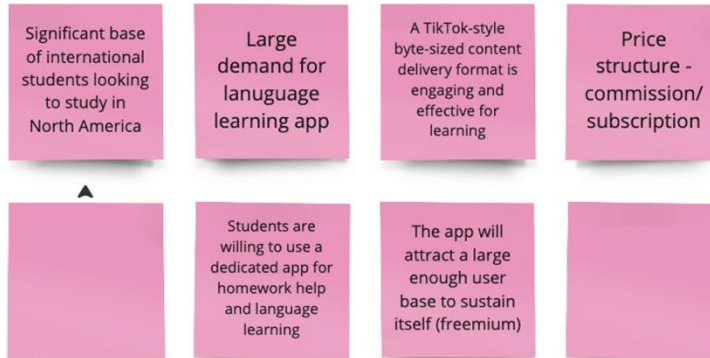 Significant base
of international
students looking
to study in
North America
Large
demand for
lanuguage
learning app
A TikTok-style
byte-sized content
delivery format is
engaging and
effective for
learning
Price
structure -
commission/
subscription
Students are
willing to use a
dedicated app for
homework help
and language
learning
The app will
attract a large
enough user
base to sustain
itself (freemium)